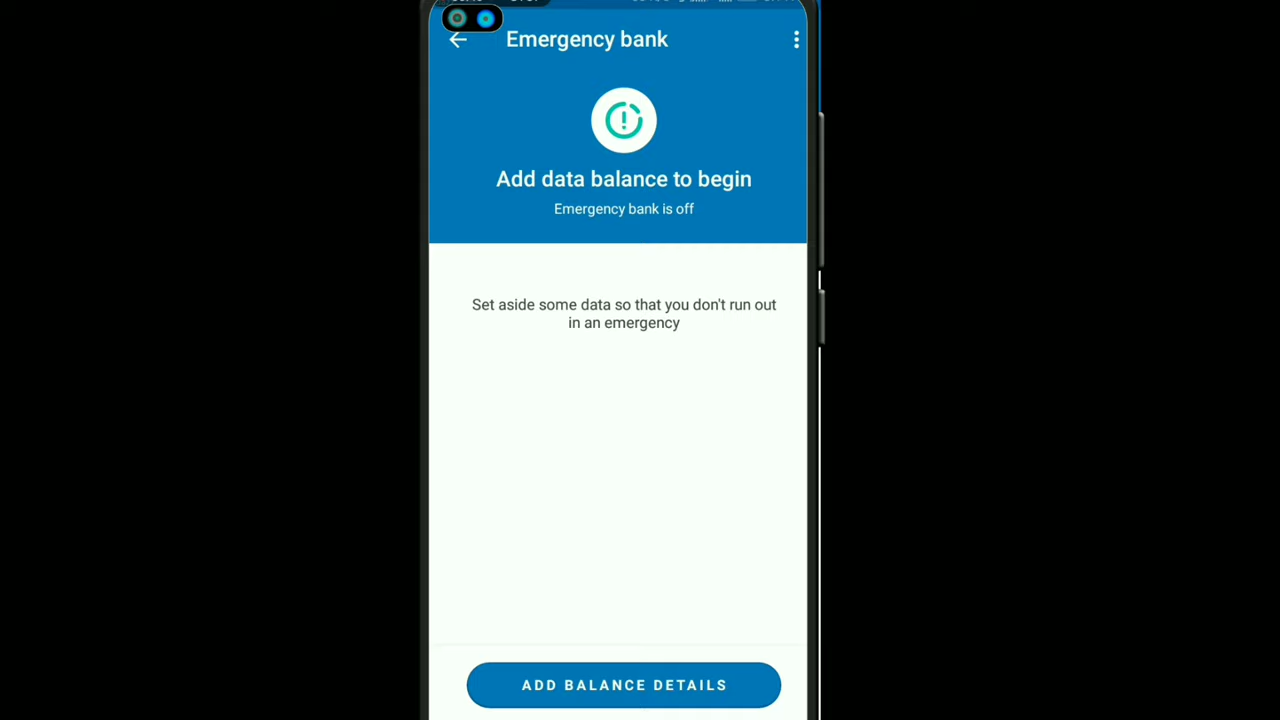 Emergency bank
Add data balance to begin
Emergency bank is off
Set aside some data so that you don't run out
in an emergency
ADD BALANCE DETAILS